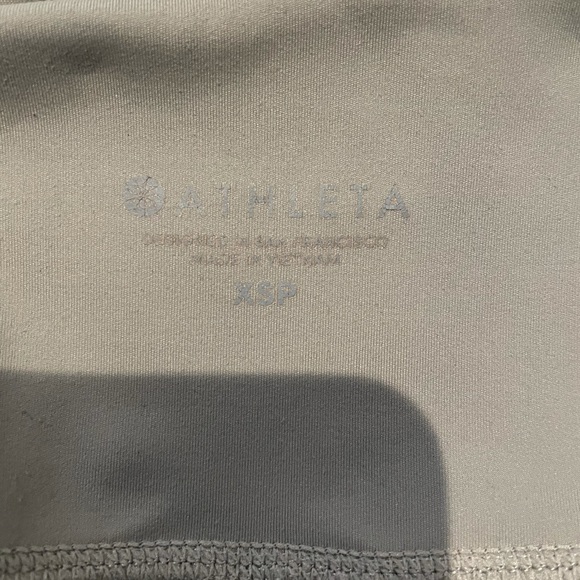 ATHLETA
DESIGNED IN SAN FRANCISCO
MADE IN VIETNAM
XSP